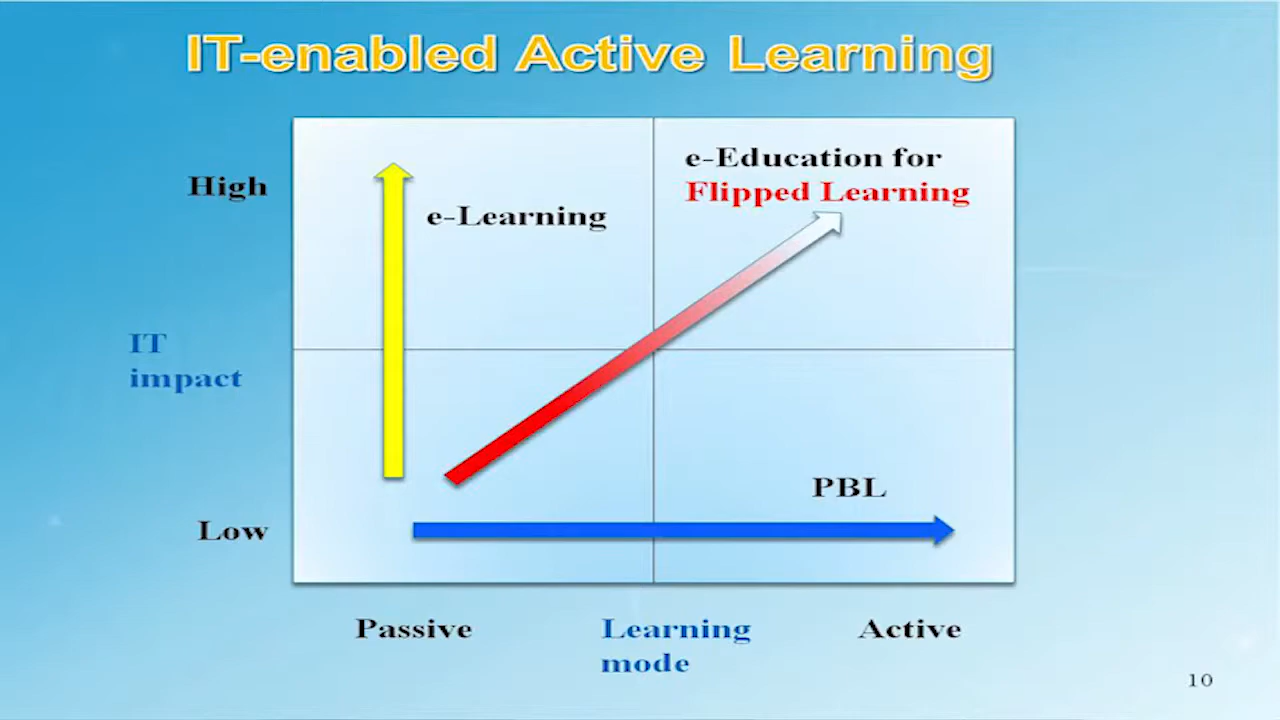 IT-enabled Active Learning
e-Education for
Flipped Learning
High
e-Learning
IT
impact
PBL
Low
Passive
Learning
mode
Active
10